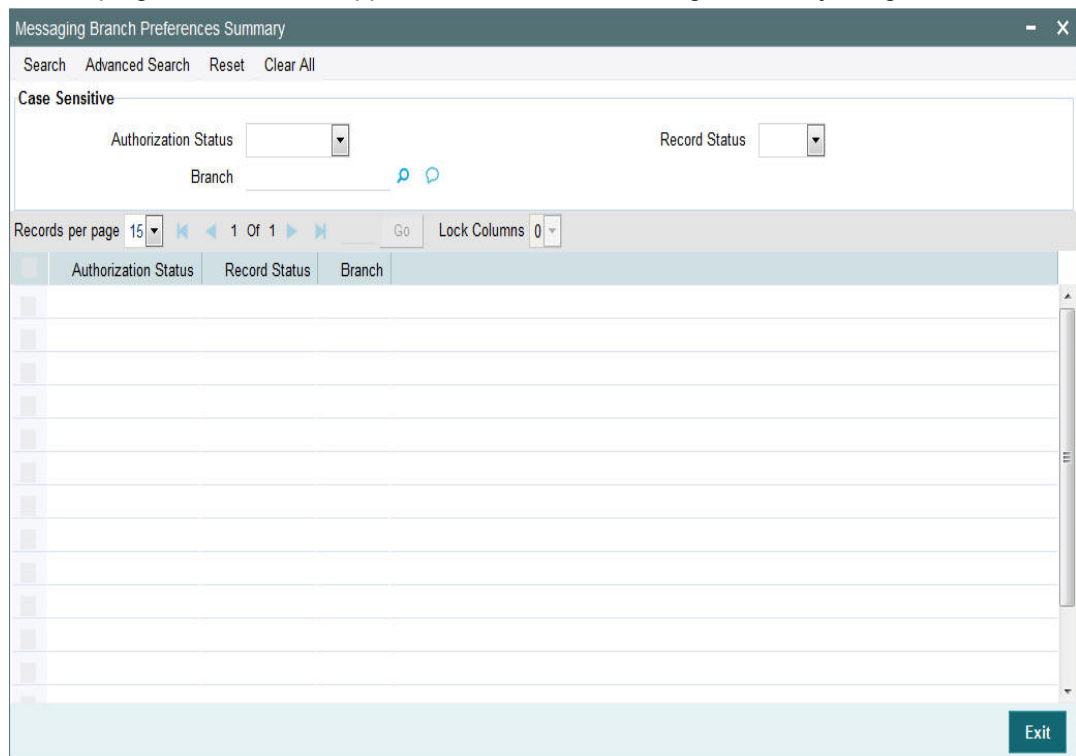 Messaging Branch Preferences Summary
Search Advanced Search Reset Clear All
Case Sensitive
Authorization Status Record Status
Branch
Records per page 15 1 Of 1 Go Lock Columns 0
Authorization Status Record Status Branch
Exit